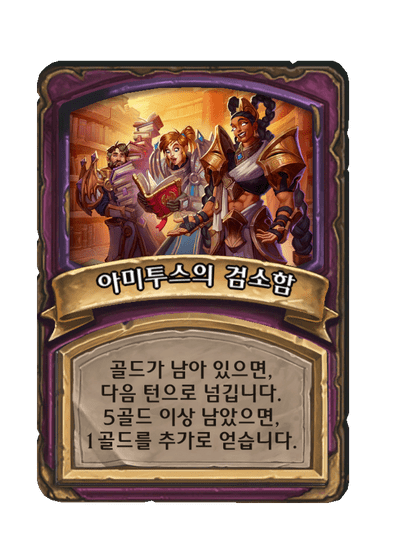 아미투스의 검소함
골드가 남아 있으면,
다음 턴으로 넘깁니다.
5골드 이상 남았으면,
1골드를 추가로 얻습니다.